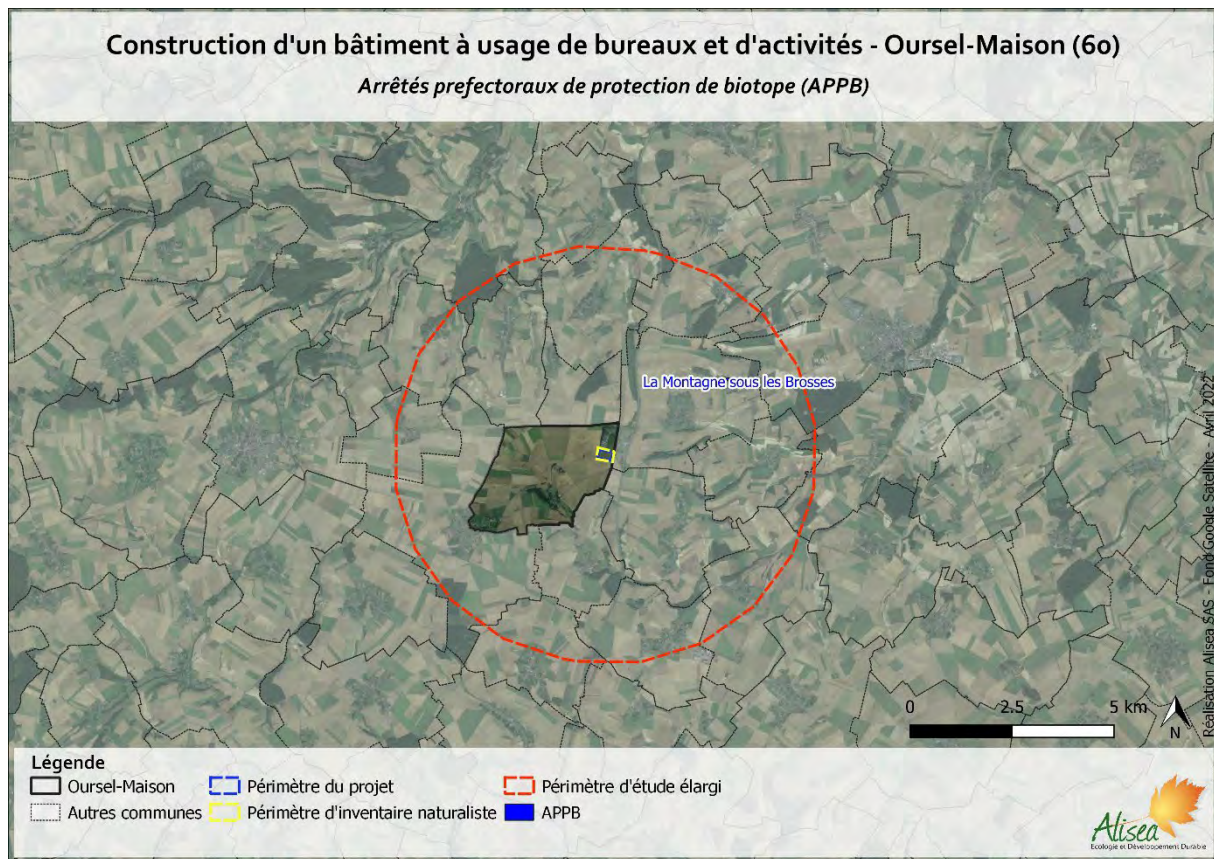 Construction d'un bâtiment à usage de bureaux et d'activités - Oursel-Maison (60)
Arrêtés prefectoraux de protection de biotope (APPB)
La Montagne sous les Brosses
0 2.5 5 km
N
Réalisation Alisea SAS - Fond Google Satellite - Avril 2022
Légende
Oursel-Maison
Périmètre du projet
Périmètre d'étude élargi
Autres communes
Périmètre d'inventaire naturaliste
APPB
Alisea
Ecologie et Développement Durable